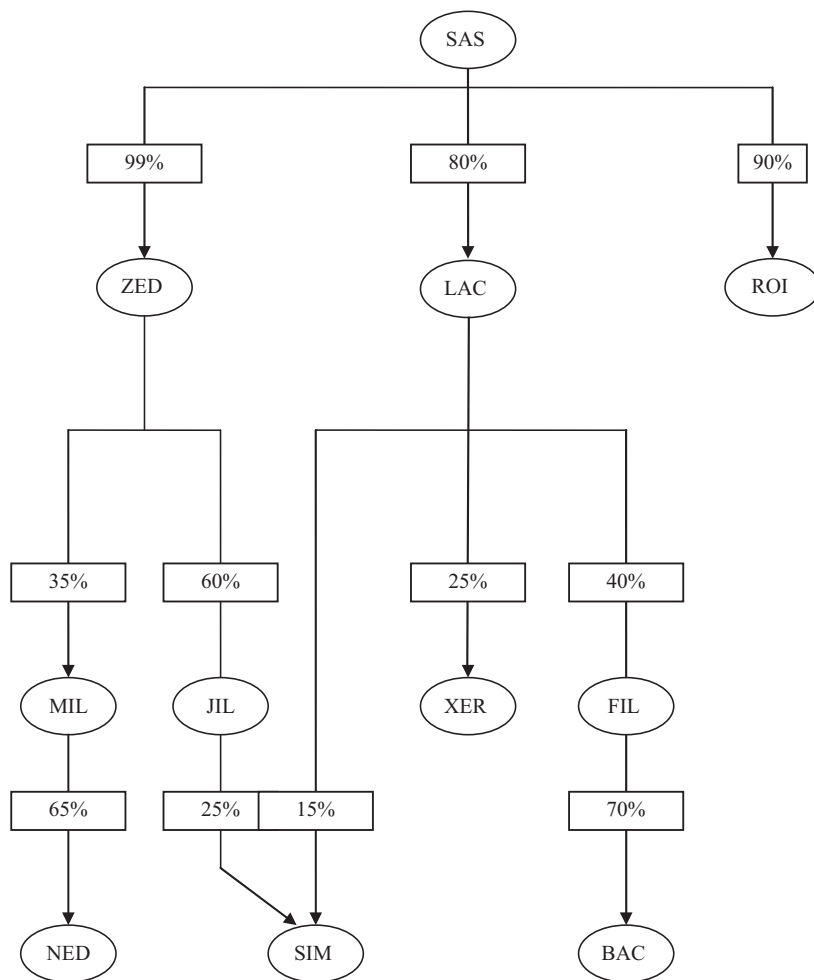 SAS
99%
80%
90%
ZED
LAC
ROI
35%
60%
25%
40%
MIL
JIL
XER
FIL
65%
25%
15%
70%
NED
SIM
BAC